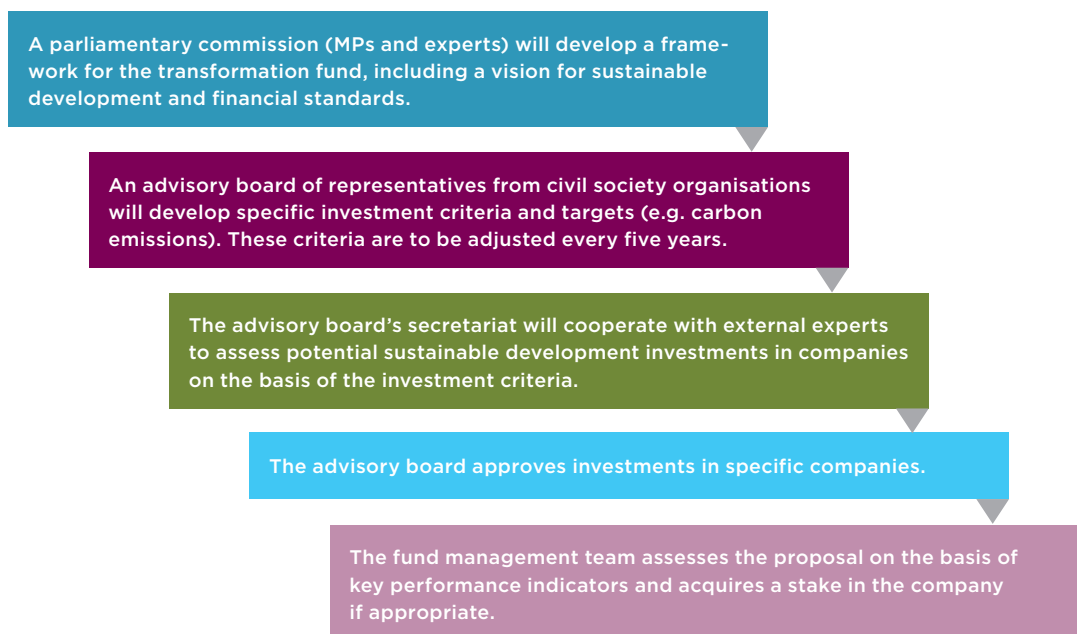 A parliamentary commission (MPs and experts) will develop a frame-
work for the transformation fund, including a vision for sustainable
development and financial standards.
An advisory board of representatives from civil society organisations
will develop specific investment criteria and targets (e.g. carbon
emissions). These criteria are to be adjusted every five years.
The advisory board’s secretariat will cooperate with external experts
to assess potential sustainable development investments in companies
on the basis of the investment criteria.
The advisory board approves investments in specific companies.
The fund management team assesses the proposal on the basis of
key performance indicators and acquires a stake in the company
if appropriate.